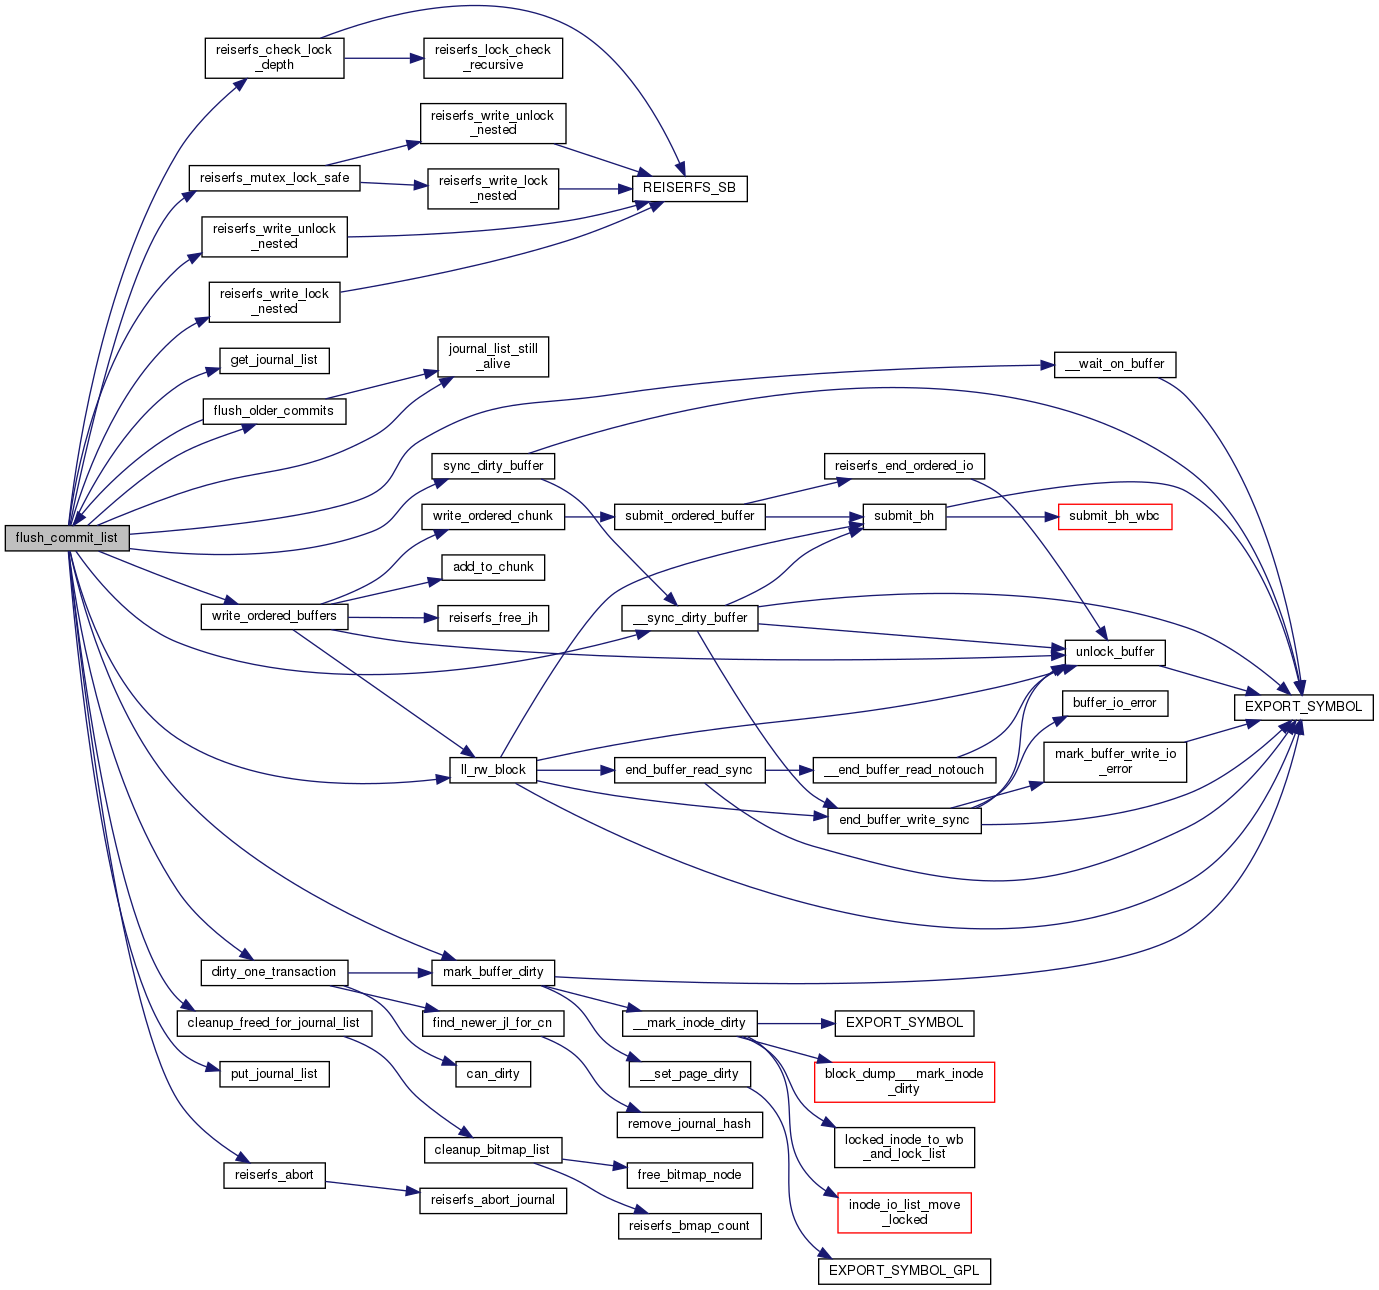 reiserfs_check_lock
_depth
reiserfs_lock_check
_recursive
reiserfs_write_unlock
_nested
reiserfs_mutex_lock_safe
reiserfs_write_lock
_nested
REISERFS_SB
reiserfs_write_unlock
_nested
reiserfs_write_lock
_nested
get_journal_list
journal_list_still
_alive
__wait_on_buffer
flush_older_commits
sync_dirty_buffer
reiserfs_end_ordered_io
write_ordered_chunk
submit_ordered_buffer
submit_bh
submit_bh_wbc
flush_commit_list
add_to_chunk
write_ordered_buffers
reiserfs_free_jh
__sync_dirty_buffer
unlock_buffer
buffer_io_error
EXPORT_SYMBOL
ll_rw_block
end_buffer_read_sync
__end_buffer_read_notouch
mark_buffer_write_io
_error
end_buffer_write_sync
dirty_one_transaction
mark_buffer_dirty
cleanup_freed_for_journal_list
find_newer_jl_for_cn
__mark_inode_dirty
EXPORT_SYMBOL
put_journal_list
can_dirty
__set_page_dirty
block_dump___mark_inode
_dirty
remove_journal_hash
cleanup_bitmap_list
locked_inode_to_wb
_and_lock_list
reiserfs_abort
free_bitmap_node
reiserfs_abort_journal
inode_io_list_move
_locked
reiserfs_bmap_count
EXPORT_SYMBOL_GPL